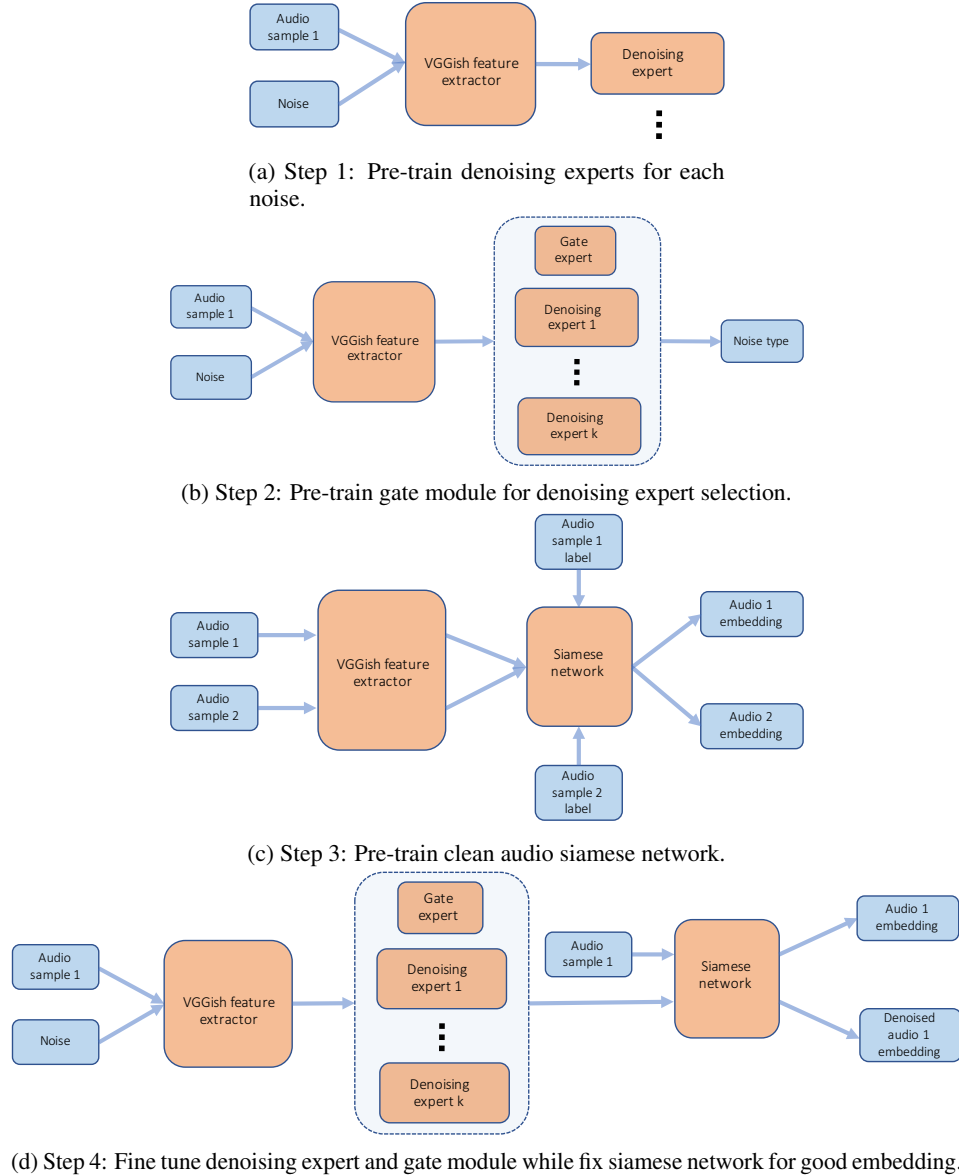 Audio
sample 1
Noise
VGGish feature
extractor
Denoising
expert
(a) Step 1: Pre-train denoising experts for each
noise.
Audio
sample 1
Noise
VGGish feature
extractor
Gate
expert
Denoising
expert 1
Denoising
expert k
Noise type
(b) Step 2: Pre-train gate module for denoising expert selection.
Audio
sample 1
Audio
sample 2
VGGish feature
extractor
Audio
sample 1
label
Siamese
network
Audio
sample 2
label
Audio 1
embedding
Audio 2
embedding
(c) Step 3: Pre-train clean audio siamese network.
Audio
sample 1
Noise
VGGish feature
extractor
Gate
expert
Denoising
expert 1
Denoising
expert k
Audio
sample 1
Siamese
network
Audio 1
embedding
Denoised
audio 1
embedding
(d) Step 4: Fine tune denoising expert and gate module while fix siamese network for good embedding.